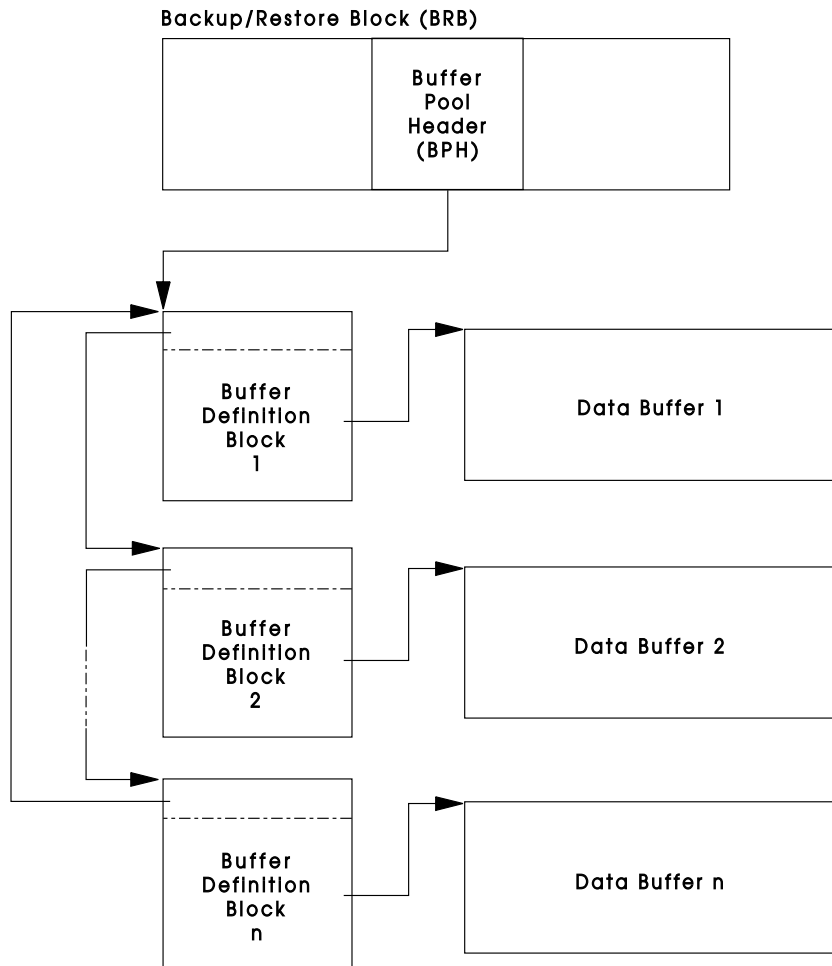 Backup/Restore Block (BRB)
Buffer
Pool
Header
(BPH)
Buffer
Definition
Block
1
Data Buffer 1
Buffer
Definition
Block
2
Data Buffer 2
Buffer
Definition
Block
n
Data Buffer n